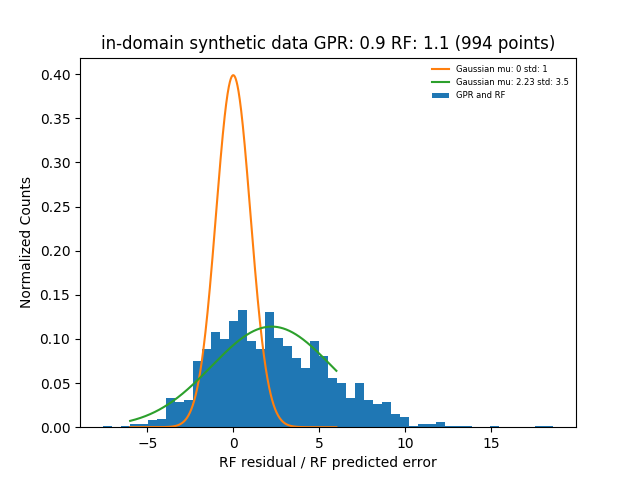 in-domain synthetic data GPR: 0.9 RF: 1.1 (994 points)
Gaussian mu: 0 std: 1
Gaussian mu: 2.23 std: 3.5
GPR and RF
Normalized Counts
0.40
0.35
0.30
0.25
0.20
0.15
0.10
0.05
0.00
−5 0 5 10 15
RF residual / RF predicted error